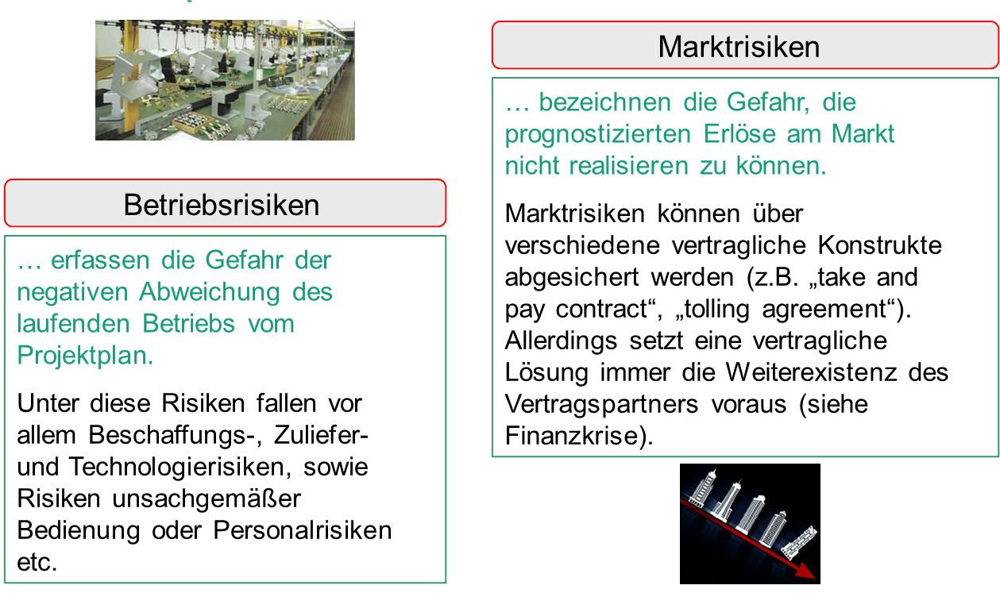 Betriebsrisiken
… erfassen die Gefahr der
negativen Abweichung des
laufenden Betriebs vom
Projektplan.
Unter diese Risiken fallen vor
allem Beschaffungs-, Zuliefer-
und Technologierisiken, sowie
Risiken unsachgemäßer
Bedienung oder Personalrisiken
etc.
Marktrisiken
… bezeichnen die Gefahr, die
prognostizierten Erlöse am Markt
nicht realisieren zu können.
Marktrisiken können über
verschiedene vertragliche Konstrukte
abgesichert werden (z.B. „take and
pay contract“, „tolling agreement“).
Allerdings setzt eine vertragliche
Lösung immer die Weiterexistenz des
Vertragspartners voraus (siehe
Finanzkrise).